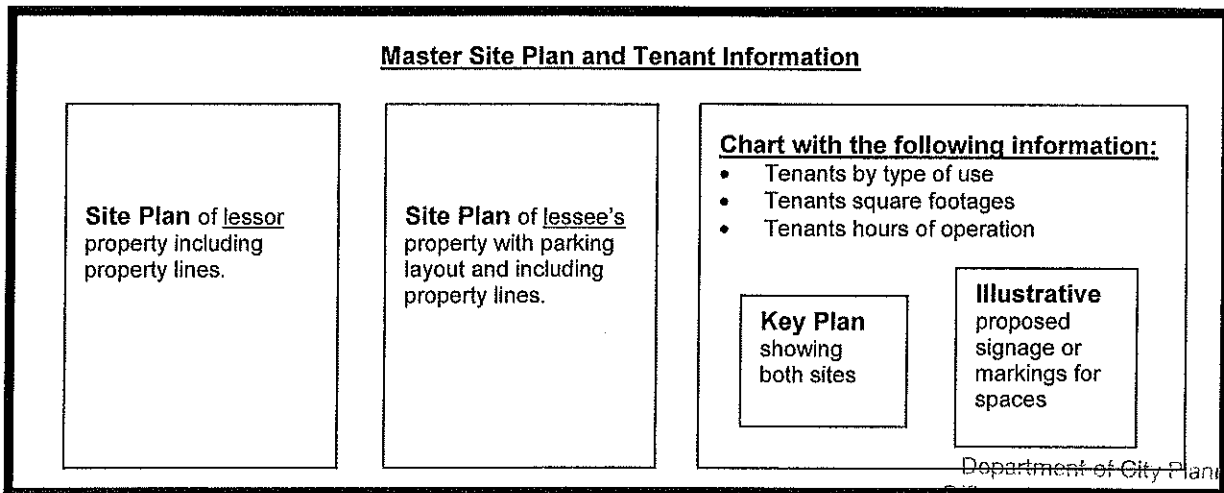 Master Site Plan and Tenant Information
Site Plan of lessor
property including
property lines.
Site Plan of lessee's
property with parking
layout and including
property lines.
Chart with the following information:
• Tenants by type of use
• Tenants square footages
• Tenants hours of operation
Key Plan
showing
both sites
Illustrative
proposed
signage or
markings for
spaces
Department of City